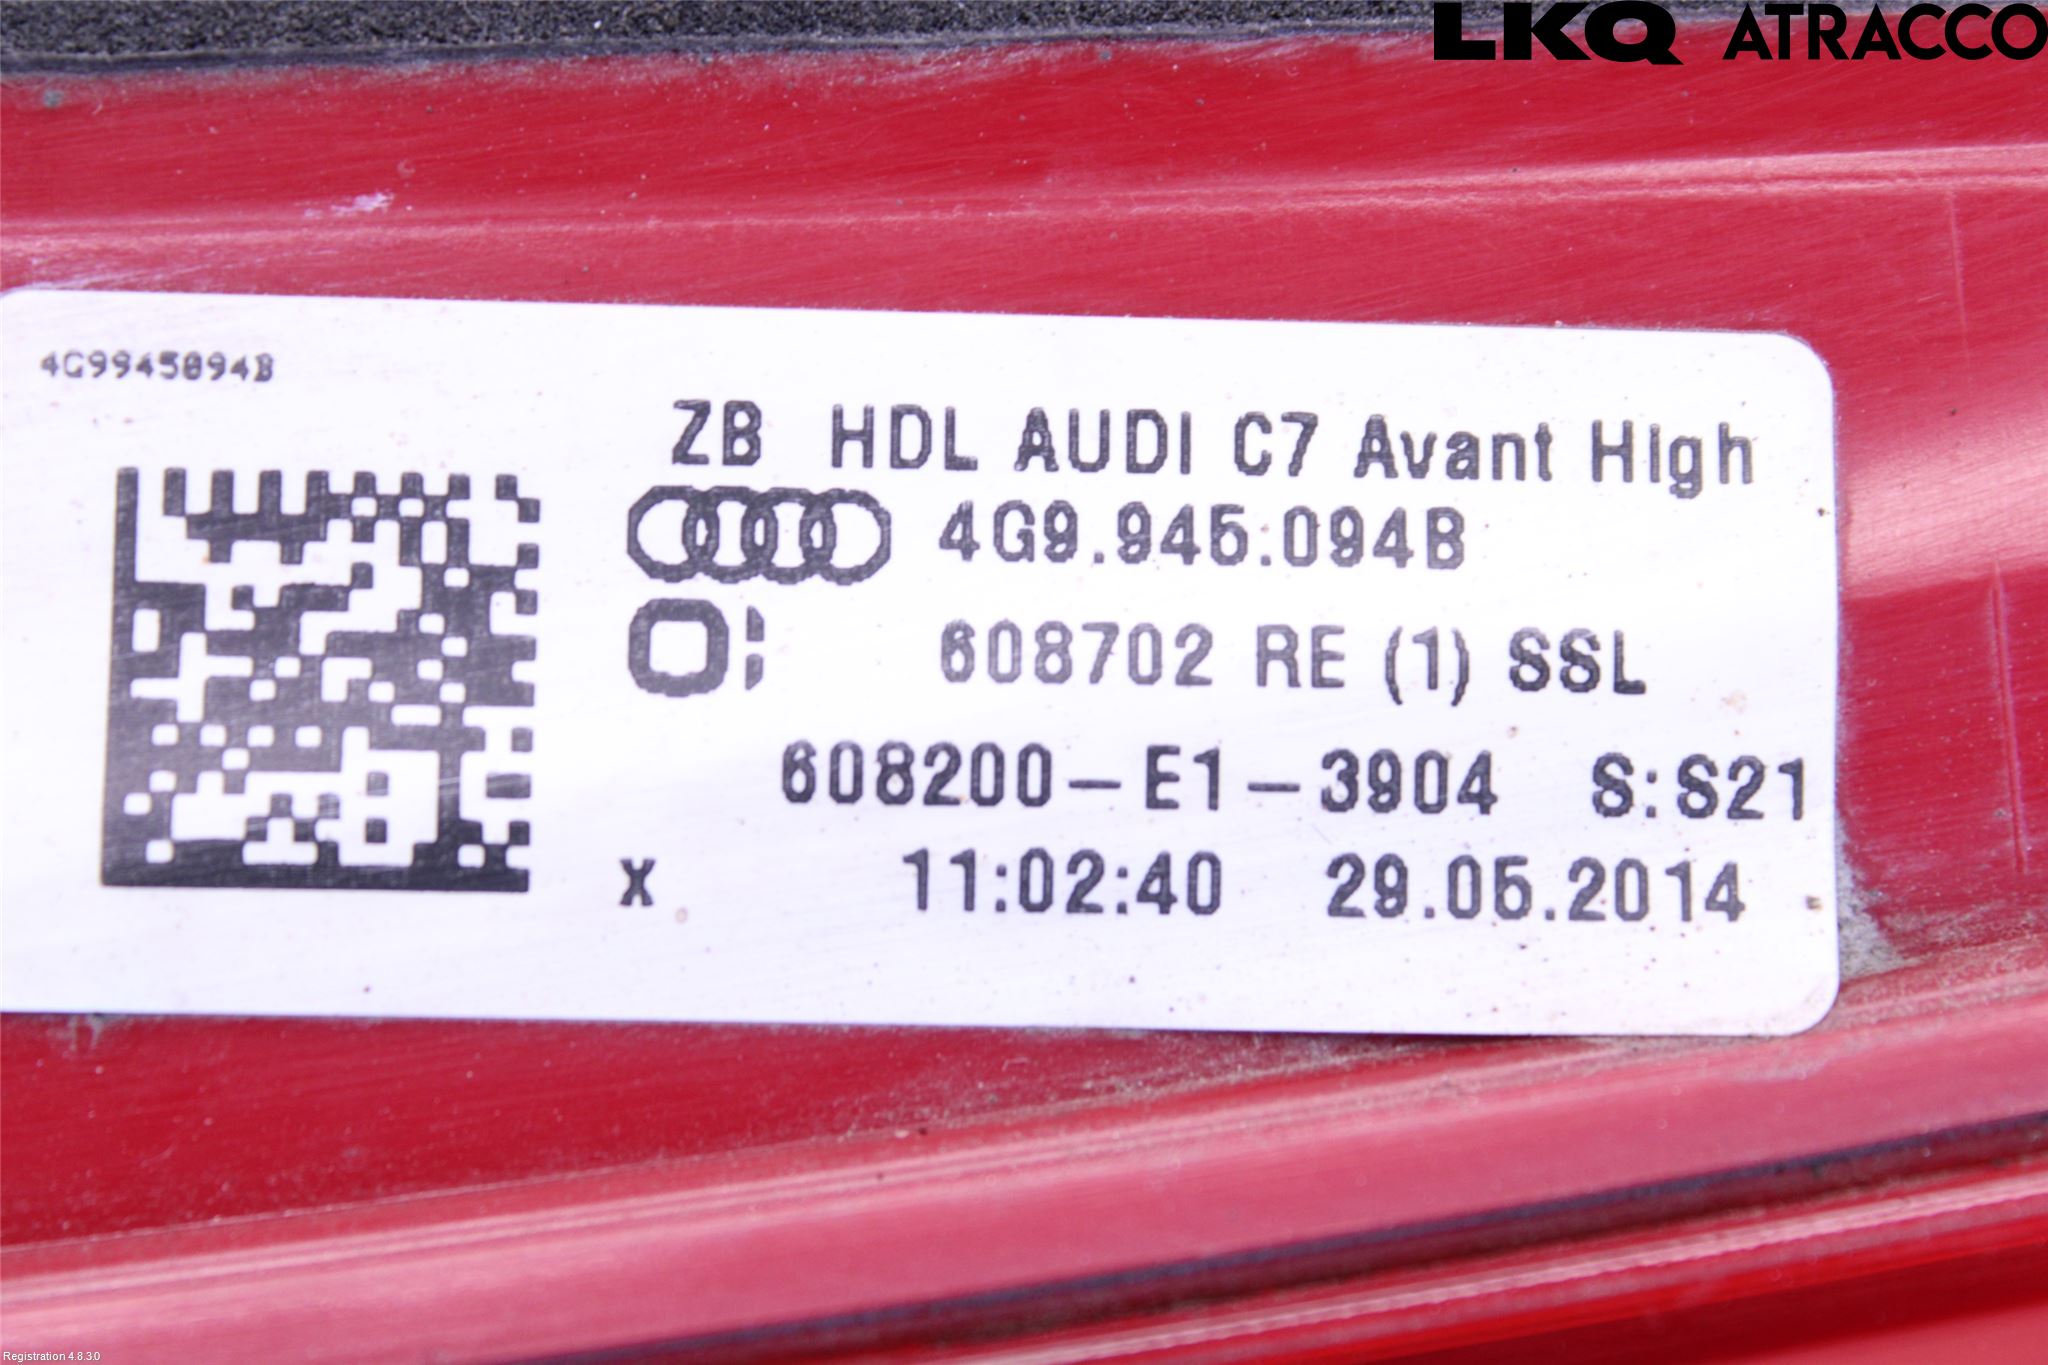 LKQ ATRACCO
4G9945094B
ZB HDL AUDI C7 Avant High
4G9.945.094B
608702 RE (1) SSL
608200-E1-3904 S:S21
x 11:02:40 29.05.2014
Registration 4.8.3.0